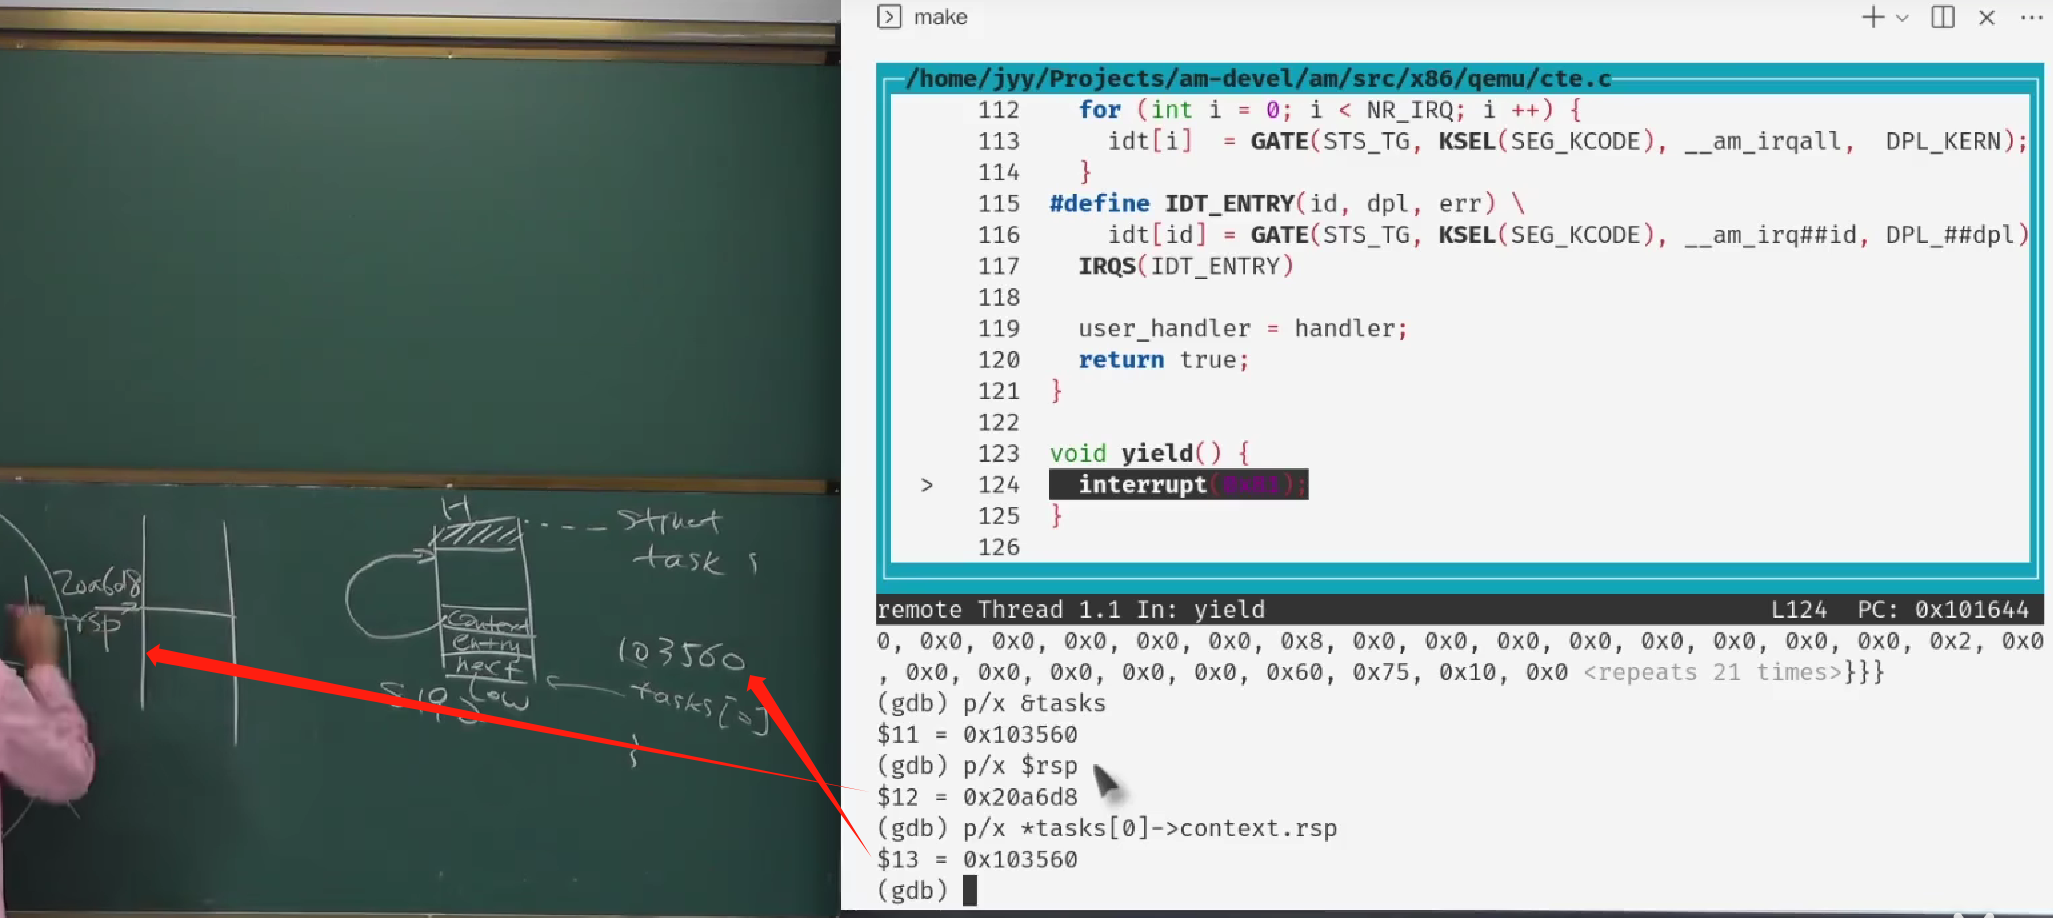 20a6d8
rsp
H
struct
task
context
entry
next
Low
103560
tasks[0]
make
/home/jyy/Projects/am-devel/am/src/x86/qemu/cte.c
112 for (int i = 0; i < NR_IRQ; i ++) {
113 idt[i] = GATE(STS_TG, KSEL(SEG_KCODE), __am_irqall, DPL_KERN);
114 }
115 #define IDT_ENTRY(id, dpl, err) \
116 idt[id] = GATE(STS_TG, KSEL(SEG_KCODE), __am_irq##id, DPL_##dpl)
117 IRQS(IDT_ENTRY)
118
119 user_handler = handler;
120 return true;
121 }
122
123 void yield() {
> 124 interrupt(0x81);
125 }
126
remote Thread 1.1 In: yield L124 PC: 0x101644
0, 0x0, 0x0, 0x0, 0x0, 0x0, 0x8, 0x0, 0x0, 0x0, 0x0, 0x0, 0x0, 0x0, 0x2, 0x0
, 0x0, 0x0, 0x0, 0x0, 0x0, 0x60, 0x75, 0x10, 0x0 <repeats 21 times>}}}
(gdb) p/x &tasks
$11 = 0x103560
(gdb) p/x $rsp
$12 = 0x20a6d8
(gdb) p/x *tasks[0]->context.rsp
$13 = 0x103560
(gdb)